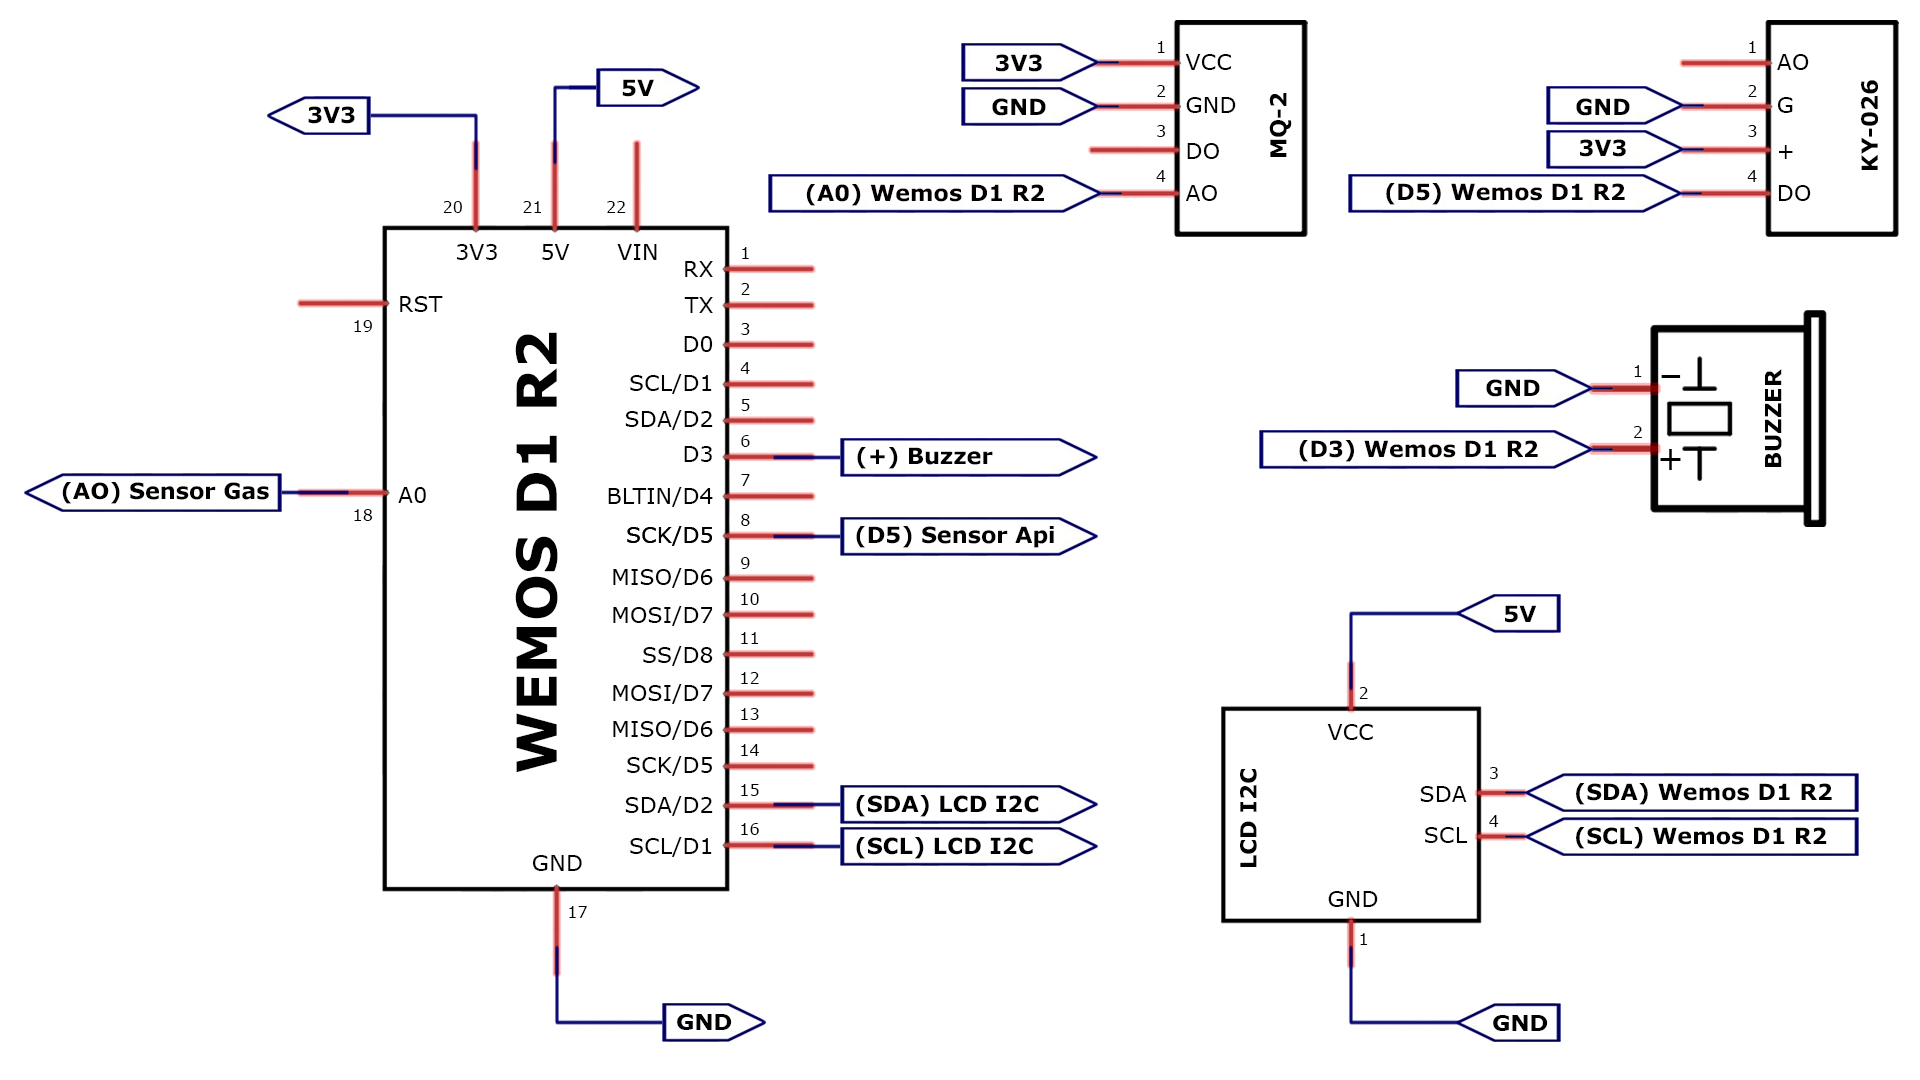 3V3
5V
20
21
22
3V3
5V
VIN
RST
19
(AO) Sensor Gas
A0
18
WEMOS D1 R2
RX
1
TX
2
D0
3
SCL/D1
4
SDA/D2
5
D3
6
(+) Buzzer
BLTIN/D4
7
SCK/D5
8
(D5) Sensor Api
MISO/D6
9
MOSI/D7
10
SS/D8
11
MOSI/D7
12
MISO/D6
13
SCK/D5
14
SDA/D2
15
(SDA) LCD I2C
SCL/D1
16
(SCL) LCD I2C
GND
17
GND
3V3
1
VCC
GND
2
GND
3
DO
(A0) Wemos D1 R2
4
AO
MQ-2
1
AO
GND
2
G
3V3
3
+
(D5) Wemos D1 R2
4
DO
KY-026
GND
1
−
(D3) Wemos D1 R2
2
+
BUZZER
5V
2
VCC
LCD I2C
SDA
3
(SDA) Wemos D1 R2
SCL
4
(SCL) Wemos D1 R2
GND
1
GND